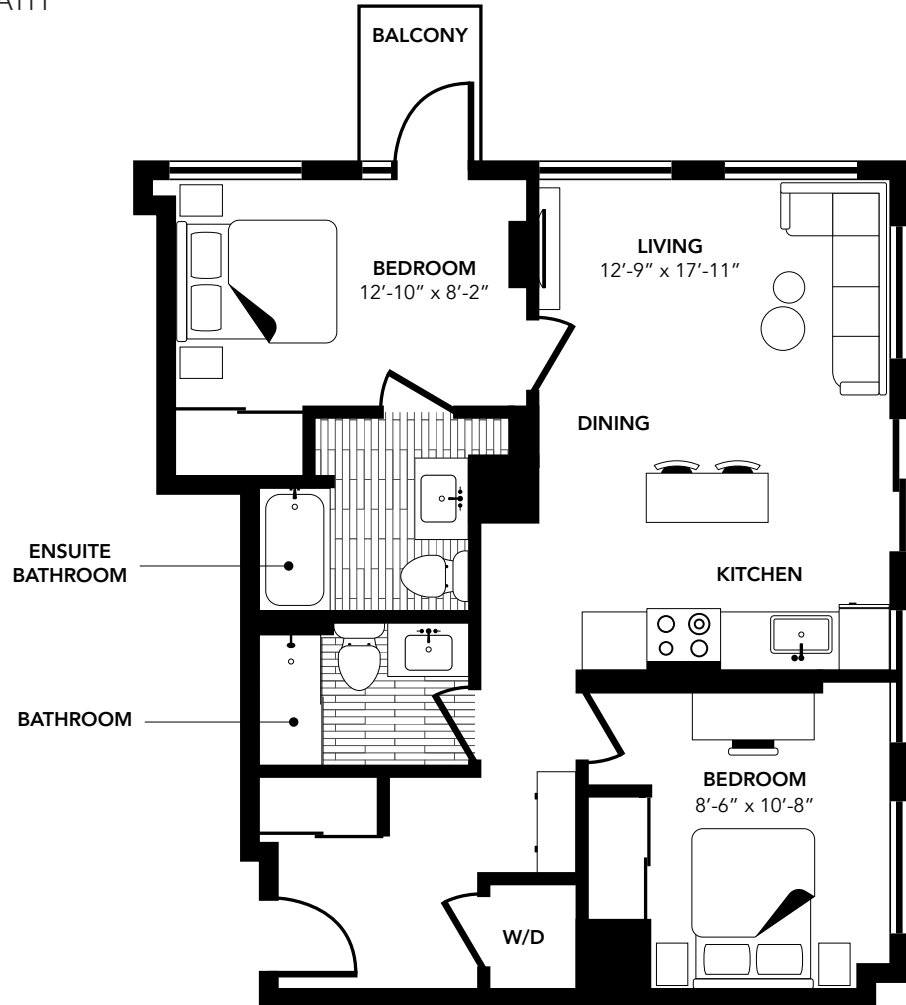 BALCONY
BEDROOM
12'-10" x 8'-2"
LIVING
12'-9" x 17'-11"
DINING
ENSUITE
BATHROOM
KITCHEN
BATHROOM
BEDROOM
8'-6" x 10'-8"
W/D